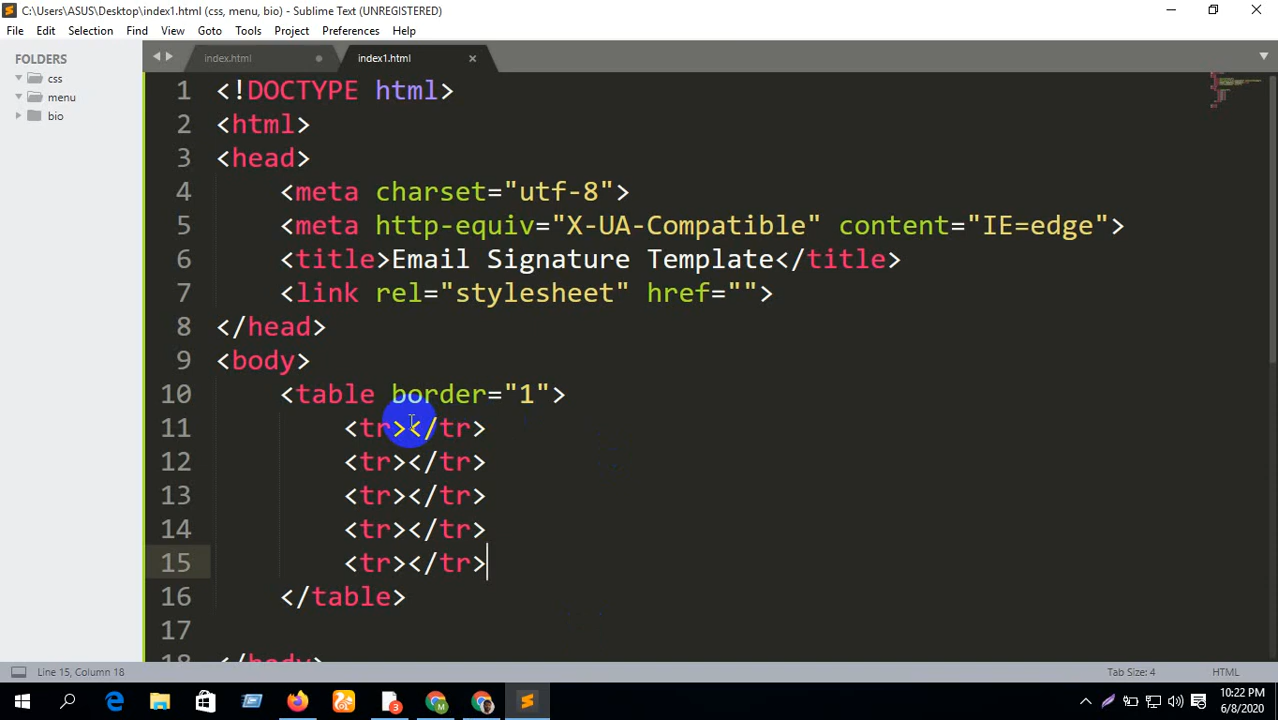 C:\Users\ASUS\Desktop\index1.html (css, menu, bio) - Sublime Text (UNREGISTERED)
File Edit Selection Find View Goto Tools Project Preferences Help
FOLDERS
css
menu
bio
index.html
index1.html
1 <!DOCTYPE html>
2 <html>
3 <head>
4 <meta charset="utf-8">
5 <meta http-equiv="X-UA-Compatible" content="IE=edge">
6 <title>Email Signature Template</title>
7 <link rel="stylesheet" href="">
8 </head>
9 <body>
10 <table border="1">
11 <tr></tr>
12 <tr></tr>
13 <tr></tr>
14 <tr></tr>
15 <tr></tr>
16 </table>
17
18 </body>
Line 15, Column 18
Tab Size: 4
HTML
3
M
10:22 PM
6/8/2020